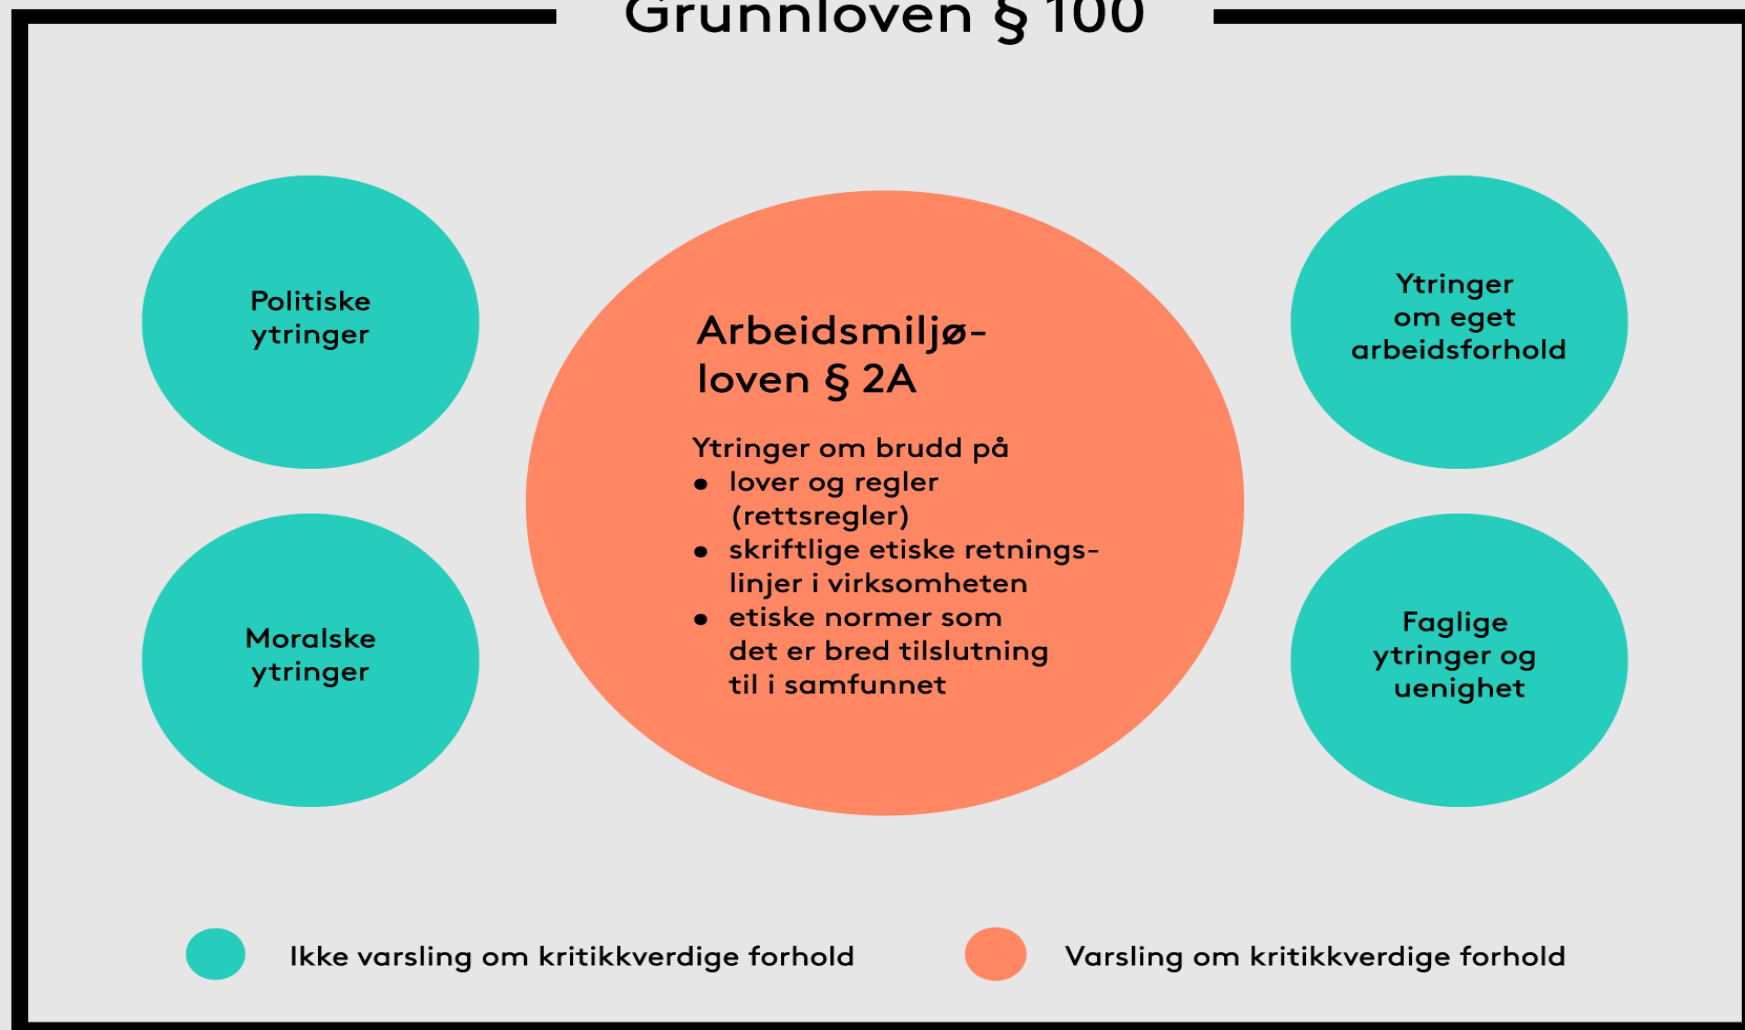 Grunnloven § 100
Politiske
ytringer
Moralske
ytringer
Arbeidsmiljø-
loven § 2A
Ytringer om brudd på
• lover og regler
(rettsregler)
• skriftlige etiske retnings-
linjer i virksomheten
• etiske normer som
det er bred tilslutning
til i samfunnet
Ytringer
om eget
arbeidsforhold
Faglige
ytringer og
uenighet
Ikke varsling om kritikkverdige forhold
Varsling om kritikkverdige forhold